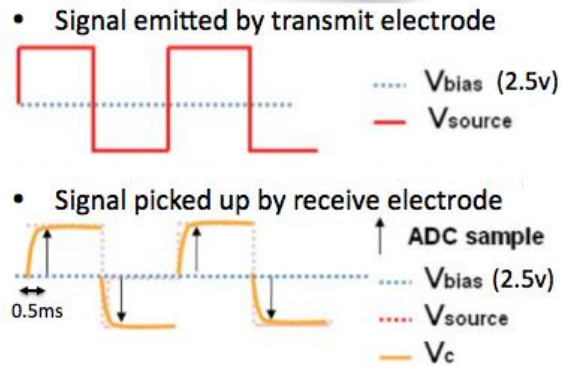 • Signal emitted by transmit electrode
Vbias (2.5v)
Vsource
• Signal picked up by receive electrode
ADC sample
Vbias (2.5v)
Vsource
Vc
0.5ms